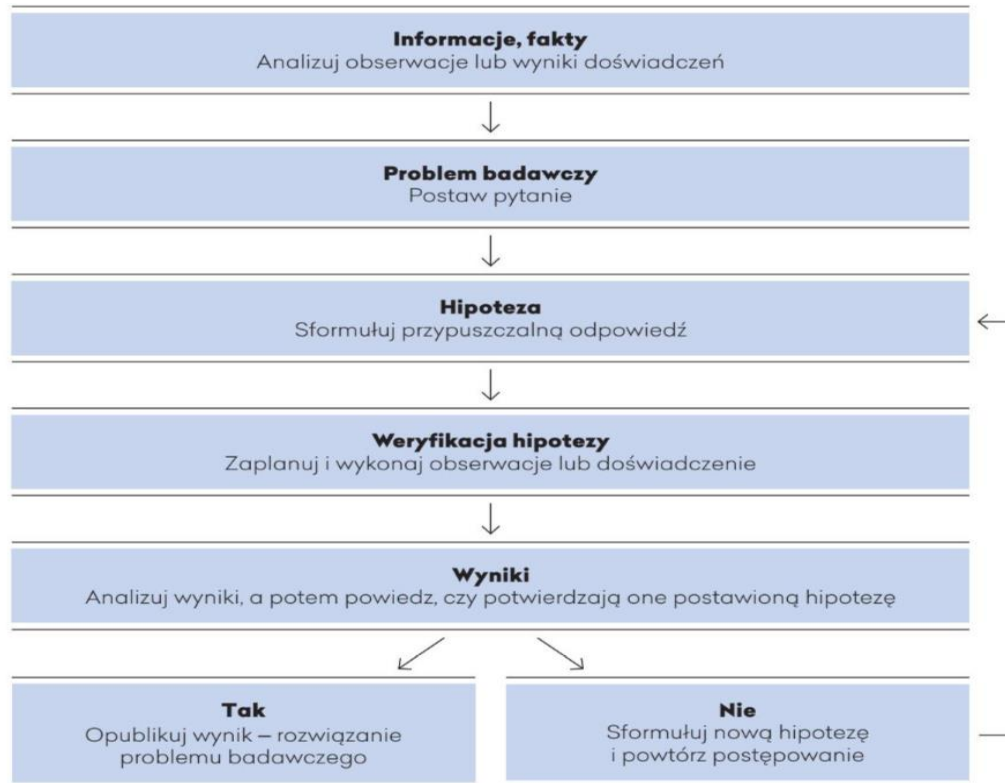 Informacje, fakty
Analizuj obserwacje lub wyniki doświadczeń
Problem badawczy
Postaw pytanie
Hipoteza
Sformułuj przypuszczalną odpowiedź
Weryfikacja hipotezy
Zaplanuj i wykonaj obserwacje lub doświadczenie
Wyniki
Analizuj wyniki, a potem powiedz, czy potwierdzają one postawioną hipotezę
Tak
Opublikuj wynik – rozwiązanie
problemu badawczego
Nie
Sformułuj nową hipotezę
i powtórz postępowanie